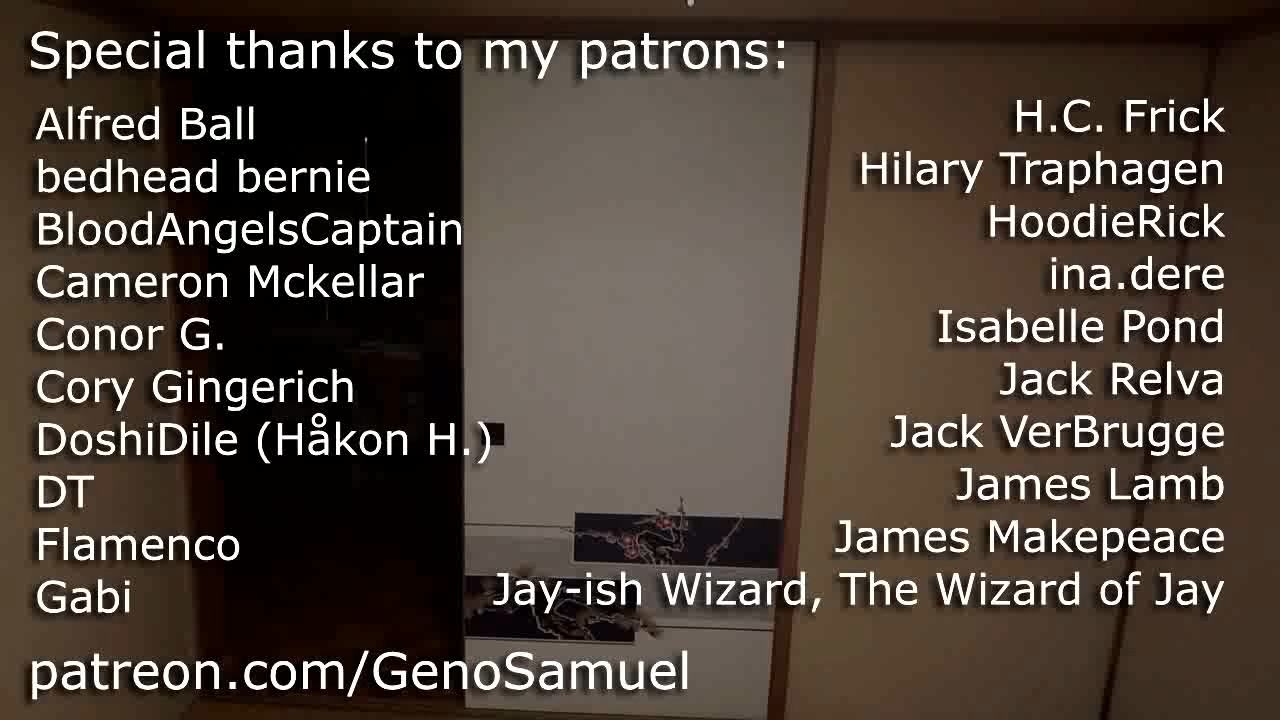 Special thanks to my patrons:
Alfred Ball
bedhead bernie
BloodAngelsCaptain
Cameron Mckellar
Conor G.
Cory Gingerich
DoshiDile (Håkon H.)
DT
Flamenco
Gabi
H.C. Frick
Hilary Traphagen
HoodieRick
ina.dere
Isabelle Pond
Jack Relva
Jack VerBrugge
James Lamb
James Makepeace
Jay-ish Wizard, The Wizard of Jay
patreon.com/GenoSamuel